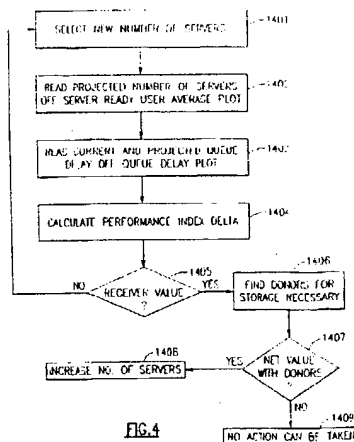 SELECT NEW NUMBER OF SERVERS
1401
READ PROJECTED NUMBER OF SERVERS
OFF SERVER READY USER AVERAGE PLOT
1402
READ CURRENT AND PROJECTED QUEUE
DELAY OFF QUEUE DELAY PLOT
1403
CALCULATE PERFORMANCE INDEX DELTA
1404
1405
RECEIVER VALUE
?
NO
YES
1406
FIND DONORS FOR
STORAGE NECESSARY
1407
NET
VALUE
WITH DONORS
?
YES
NO
1408
INCREASE NO. OF SERVERS
1409
NO ACTION CAN BE TAKEN
FIG.4